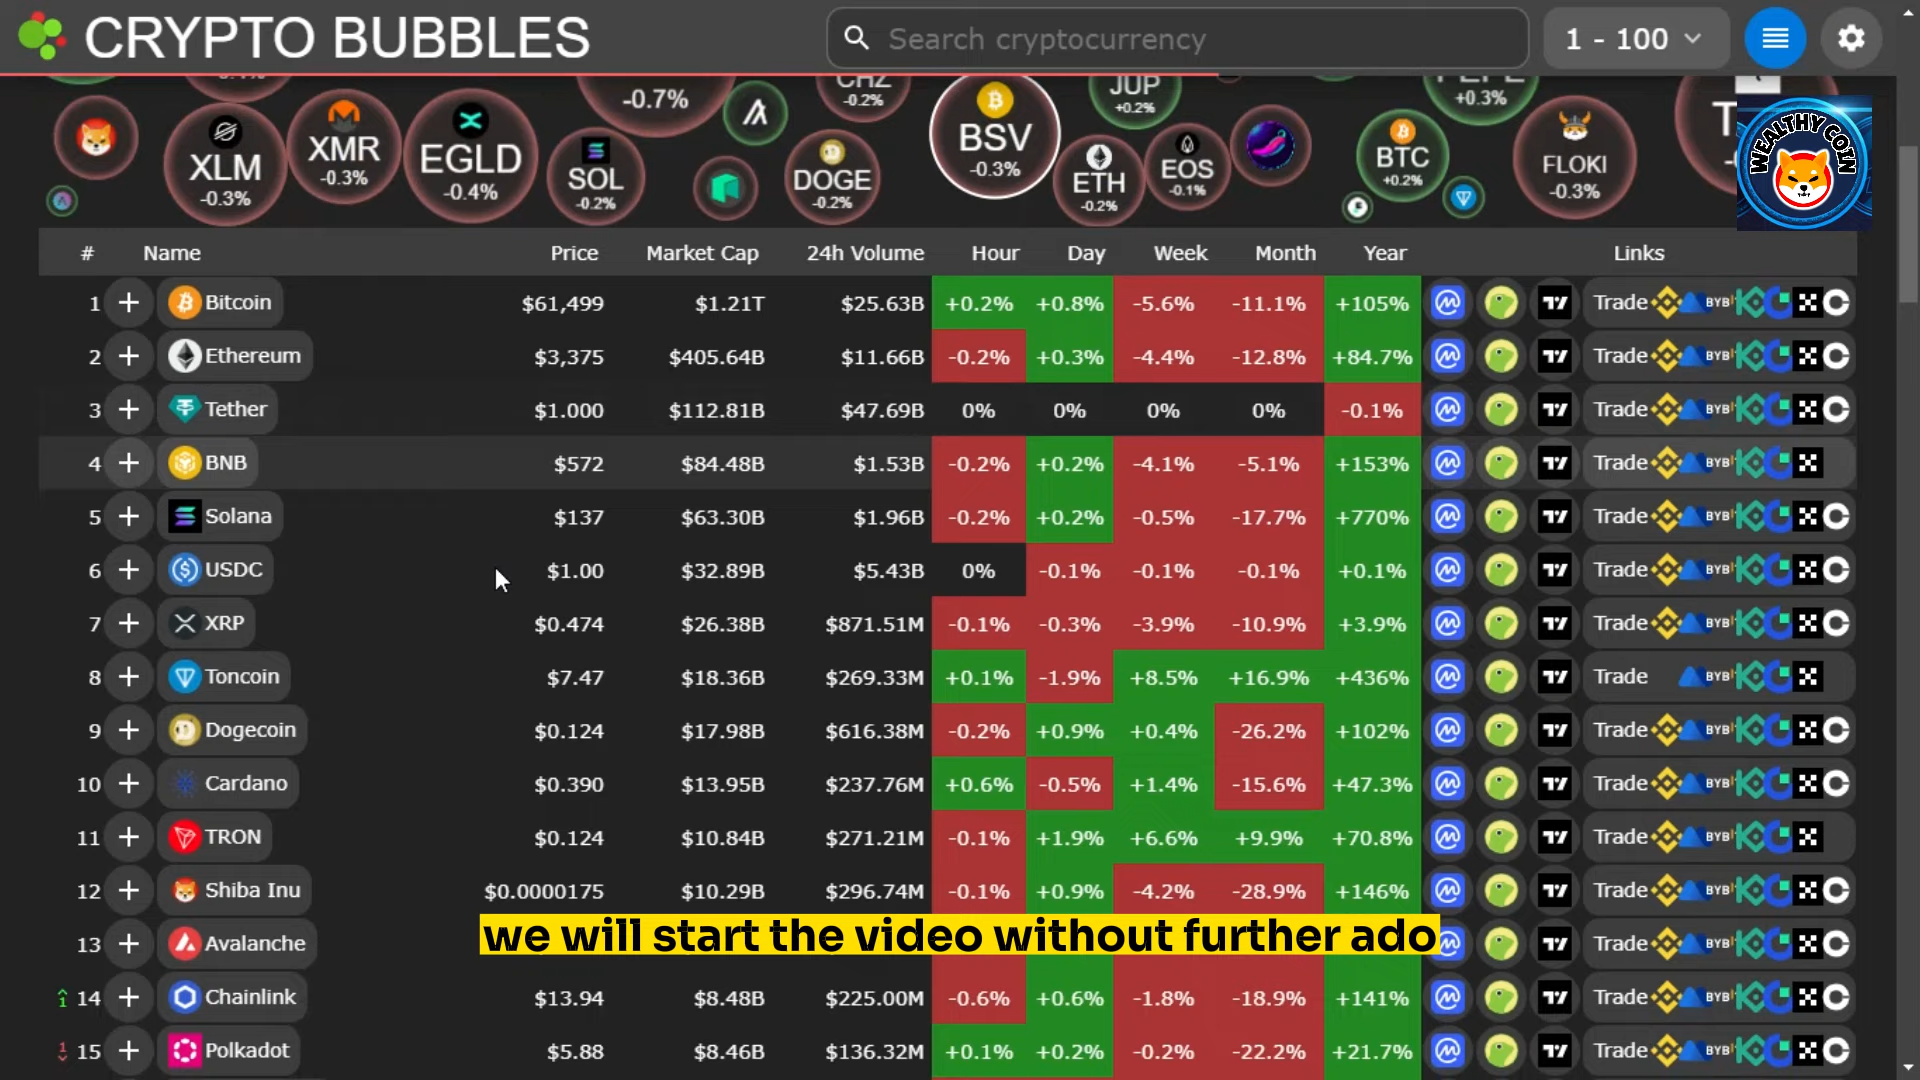 CRYPTO BUBBLES
Search cryptocurrency
1 - 100
-0.7%
CHZ
-0.2%
JUP
+0.2%
+0.3%
BSV
-0.3%
XLM
-0.3%
XMR
-0.3%
EGLD
-0.4%
SOL
-0.2%
DOGE
-0.2%
ETH
-0.2%
EOS
-0.1%
BTC
+0.2%
FLOKI
-0.3%
WEALTHY COIN
# Name Price Market Cap 24h Volume Hour Day Week Month Year Links
1 Bitcoin $61,499 $1.21T $25.63B +0.2% +0.8% -5.6% -11.1% +105% Trade BYB
2 Ethereum $3,375 $405.64B $11.66B -0.2% +0.3% -4.4% -12.8% +84.7% Trade BYB
3 Tether $1.000 $112.81B $47.69B 0% 0% 0% 0% -0.1% Trade BYB
4 BNB $572 $84.48B $1.53B -0.2% +0.2% -4.1% -5.1% +153% Trade BYB
5 Solana $137 $63.30B $1.96B -0.2% +0.2% -0.5% -17.7% +770% Trade BYB
6 USDC $1.00 $32.89B $5.43B 0% -0.1% -0.1% -0.1% +0.1% Trade BYB
7 XRP $0.474 $26.38B $871.51M -0.1% -0.3% -3.9% -10.9% +3.9% Trade BYB
8 Toncoin $7.47 $18.36B $269.33M +0.1% -1.9% +8.5% +16.9% +436% Trade BYB
9 Dogecoin $0.124 $17.98B $616.38M -0.2% +0.9% +0.4% -26.2% +102% Trade BYB
10 Cardano $0.390 $13.95B $237.76M +0.6% -0.5% +1.4% -15.6% +47.3% Trade BYB
11 TRON $0.124 $10.84B $271.21M -0.1% +1.9% +6.6% +9.9% +70.8% Trade BYB
12 Shiba Inu $0.0000175 $10.29B $296.74M -0.1% +0.9% -4.2% -28.9% +146% Trade BYB
we will start the video without further ado
13 Avalanche Trade BYB
1 14 Chainlink $13.94 $8.48B $225.00M -0.6% +0.6% -1.8% -18.9% +141% Trade BYB
1 15 Polkadot $5.88 $8.46B $136.32M +0.1% +0.2% -0.2% -22.2% +21.7% Trade BYB